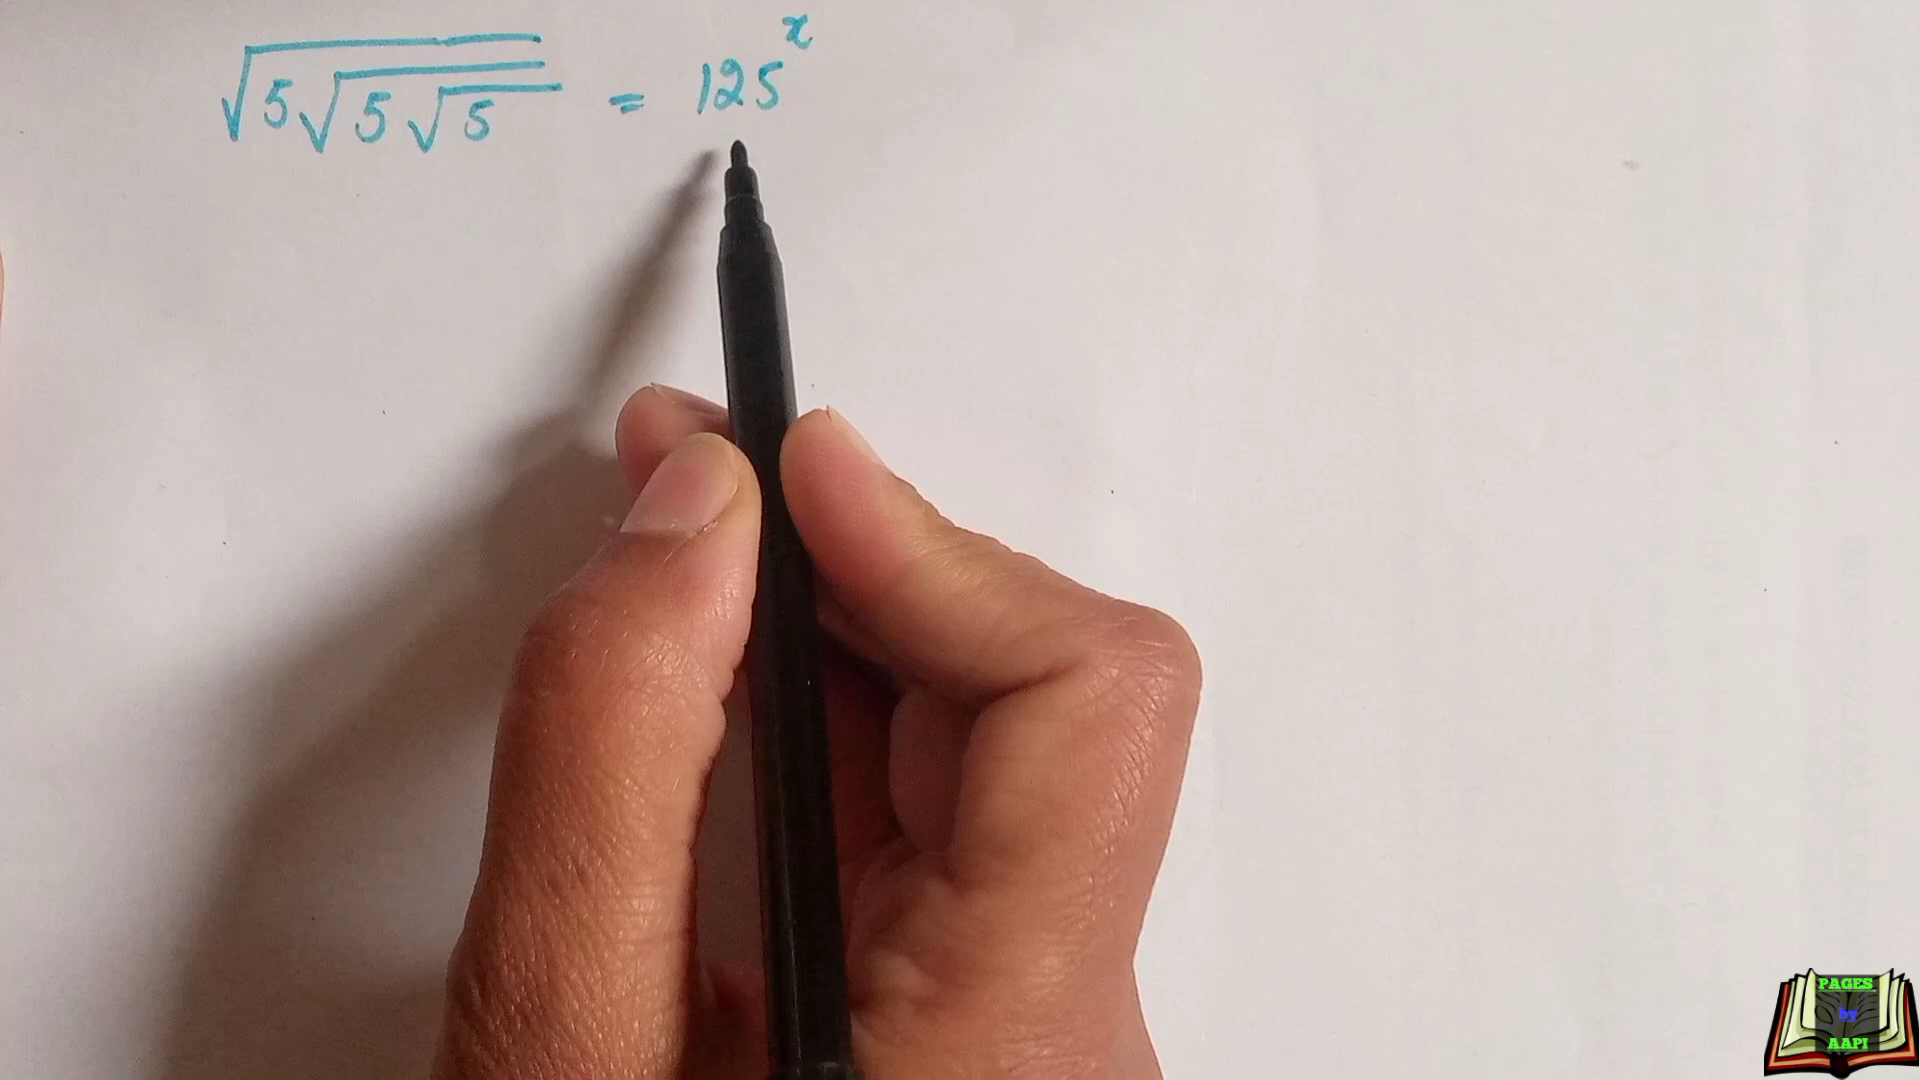 √(5√(5√5)) = 125^x
PAGES
by
AAPI